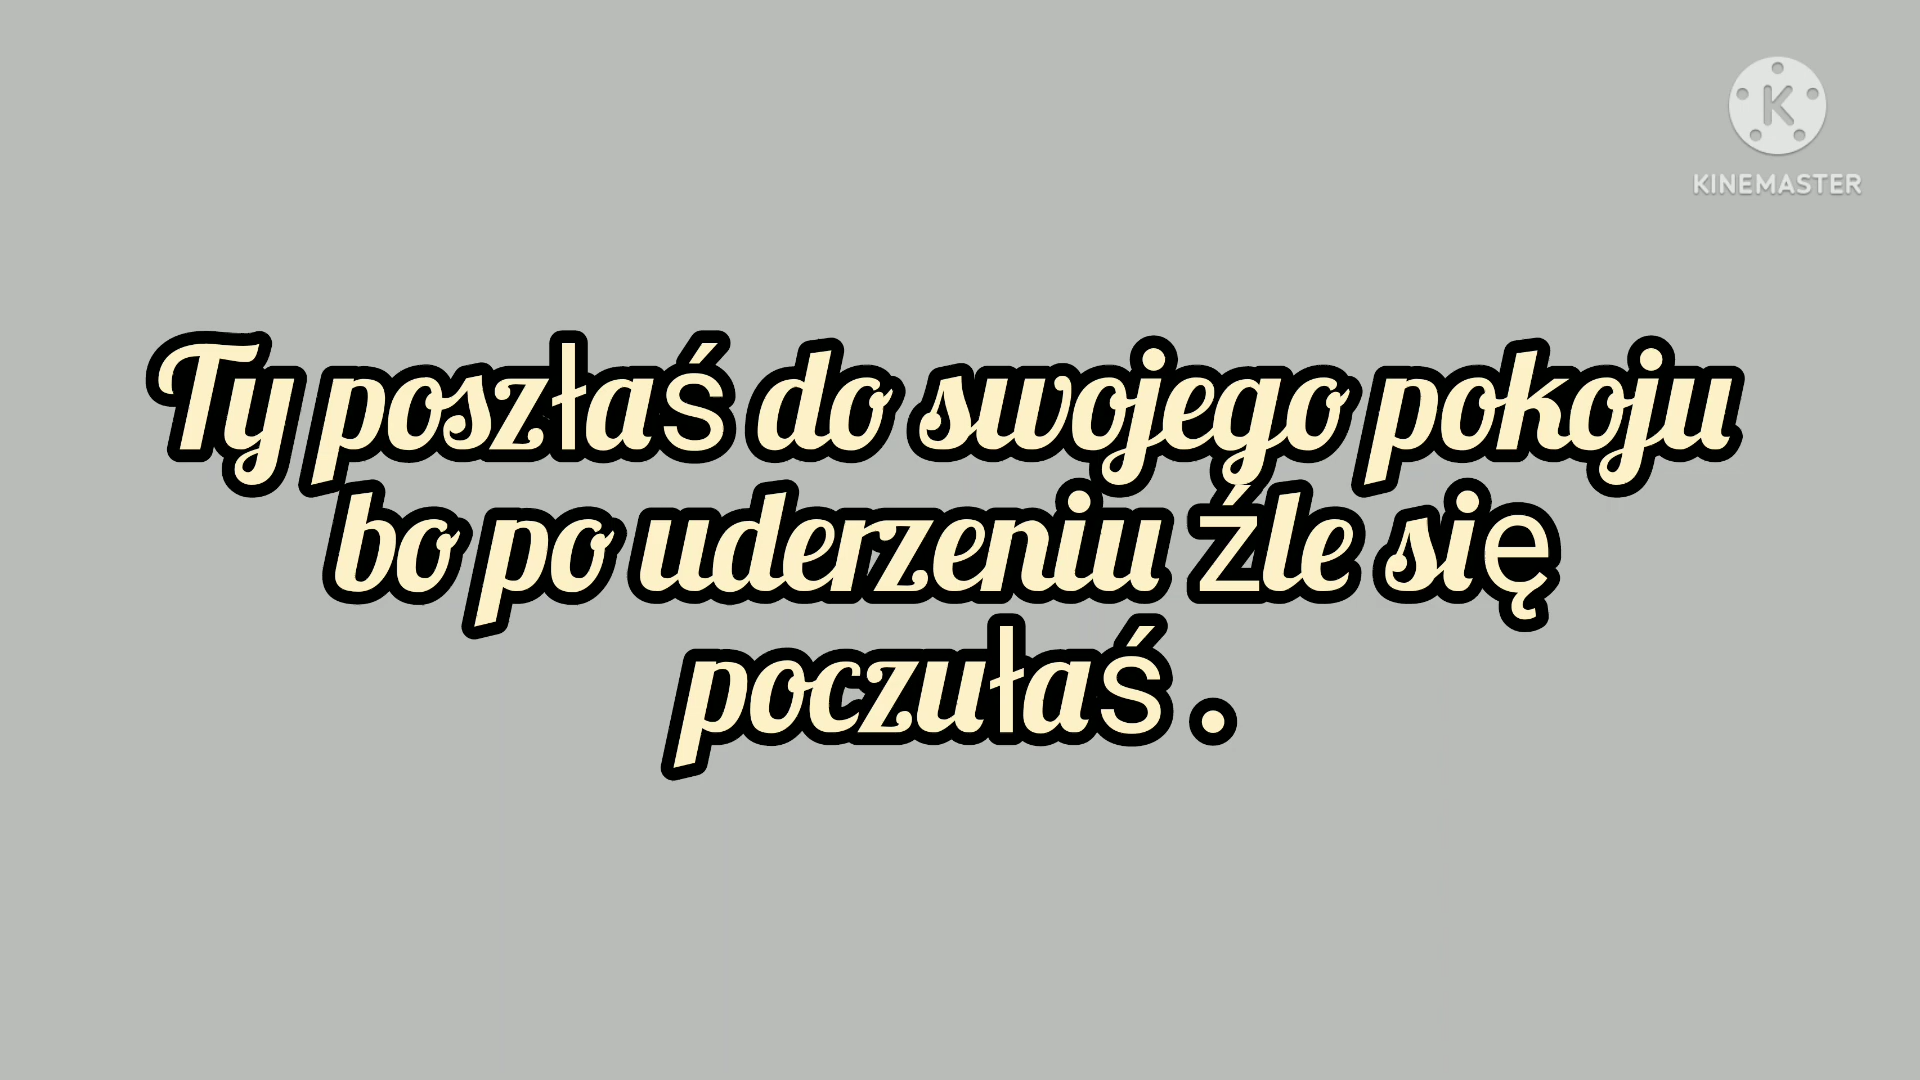 KINEMASTER
Ty poszłaś do swojego pokoju
bo po uderzeniu źle się
poczułaś .